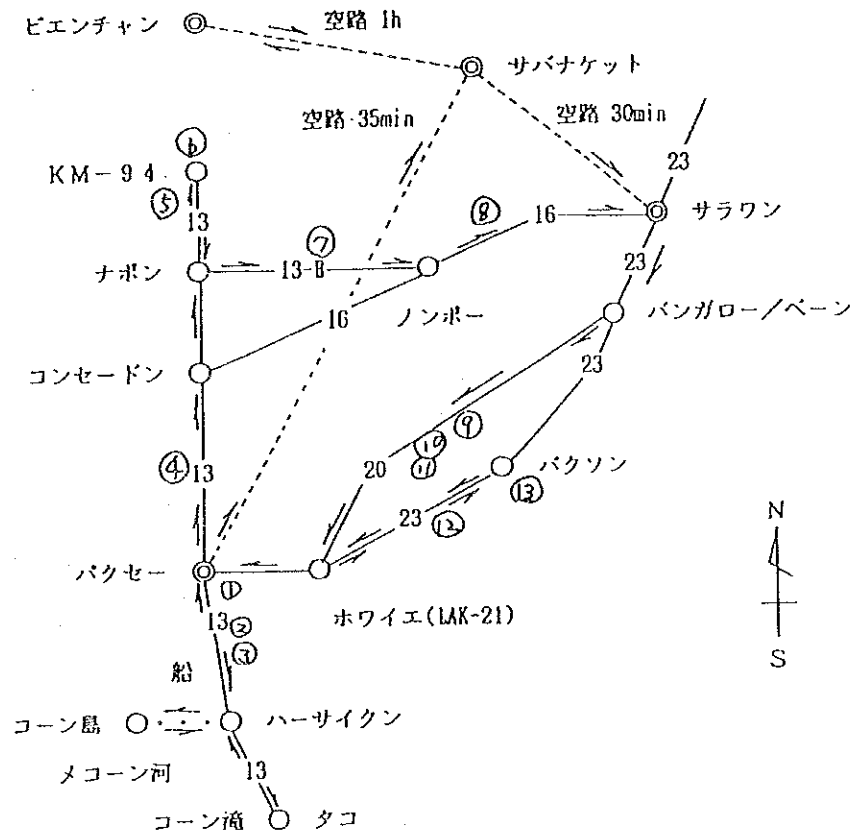 ビエンチャン
空路 1h
サバナケット
空路 35min
空路 30min
⑥
23
KM-94
⑤
⑧
16
サラワン
13
⑦
23
ナポン
13-B
ノンポー
バンガロー/ベーン
16
23
コンセードン
⑨
⑩
⑪
20
パクソン
④
13
⑬
23
⑫
N
パクセー
①
ホワイエ(LAK-21)
13
②
③
S
船
コーン島
ハーサイクン
メコーン河
13
コーン滝
タコ